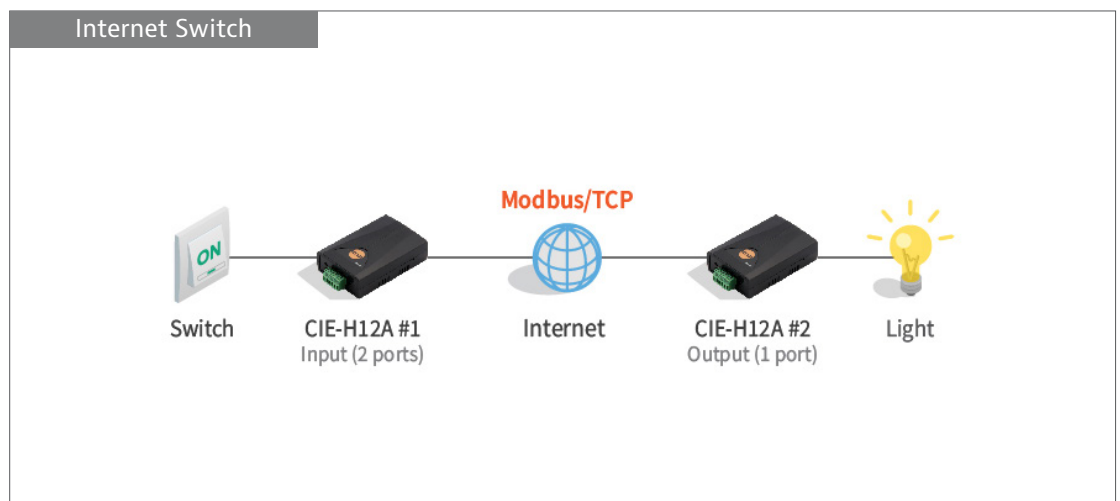 Internet Switch
Modbus/TCP
ON
Switch
CIE-H12A #1
Input (2 ports)
Internet
CIE-H12A #2
Output (1 port)
Light